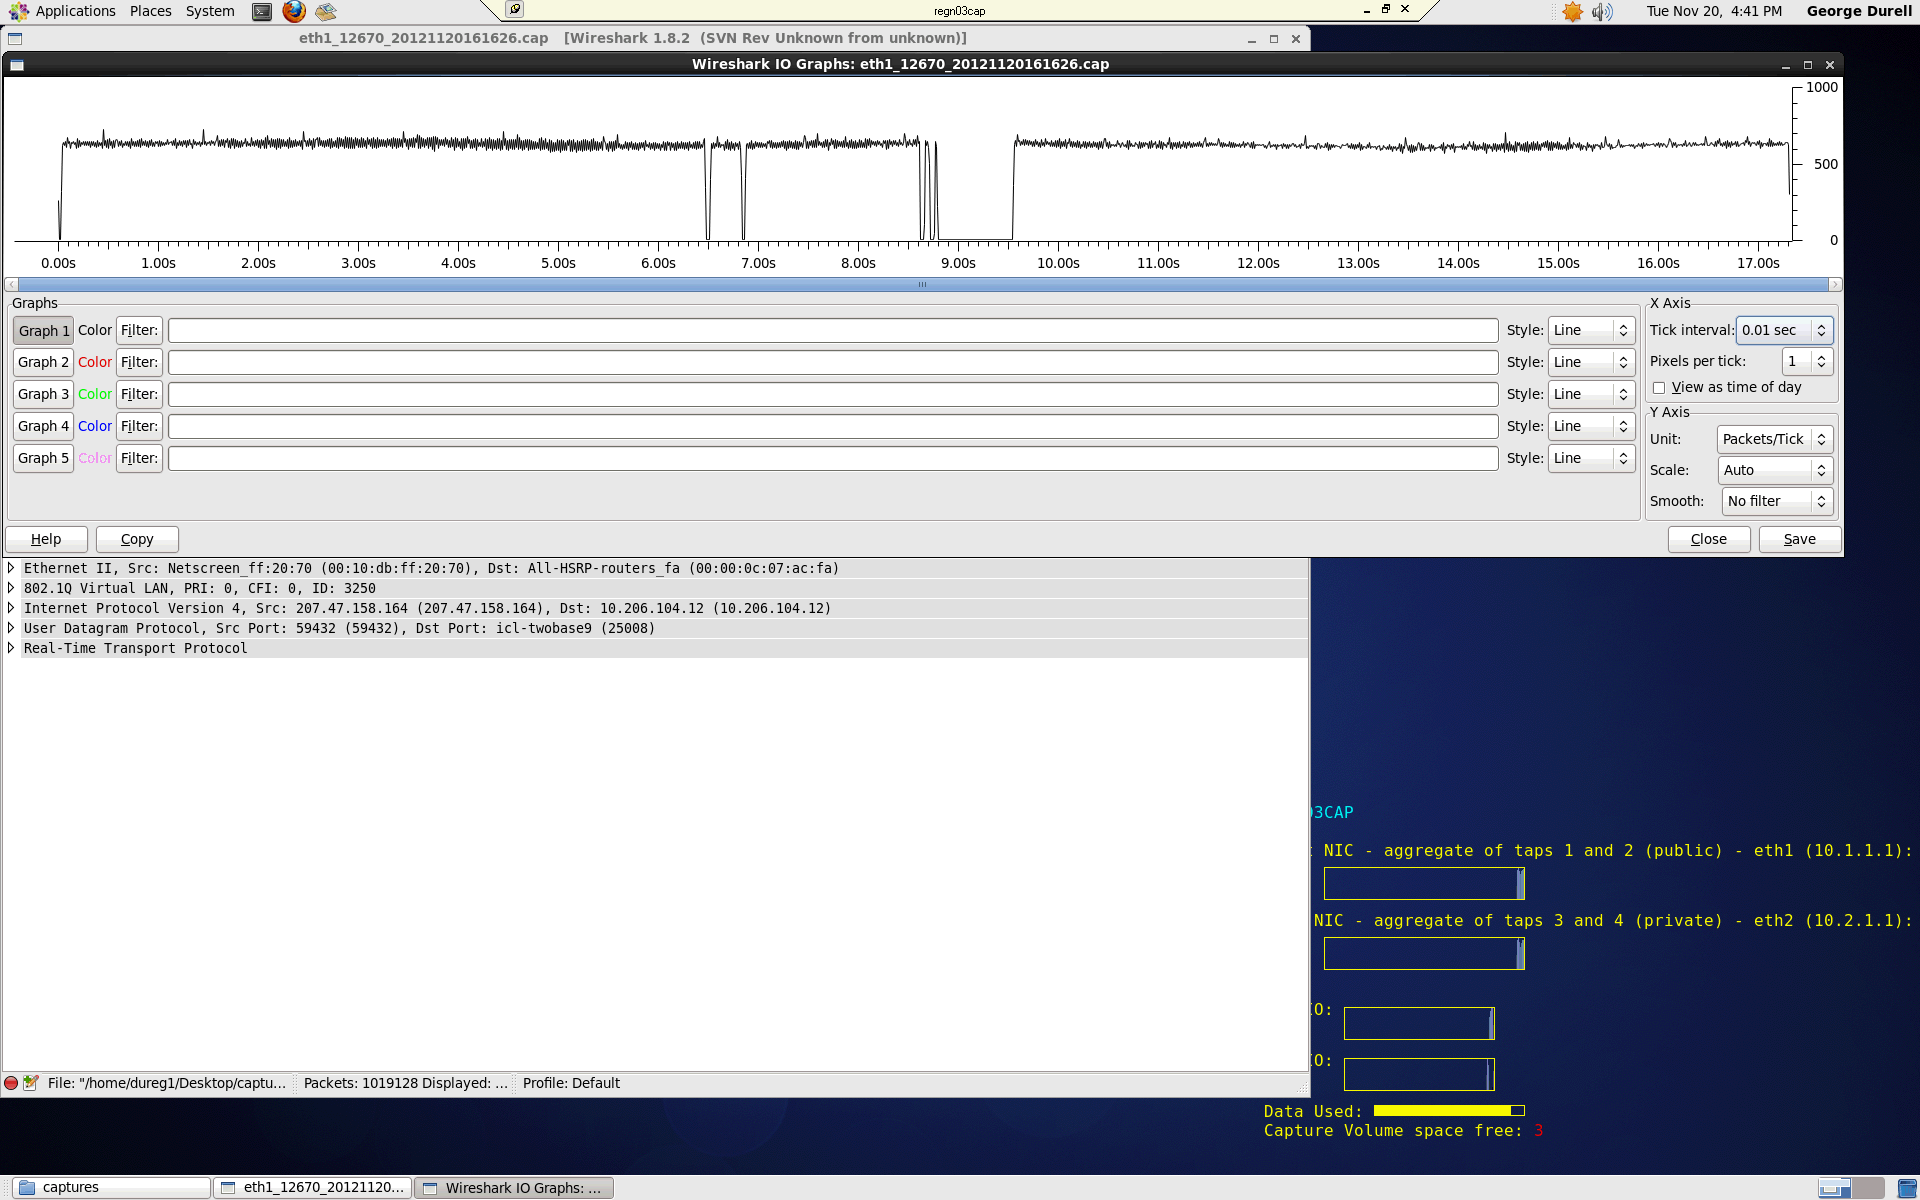 Applications Places System regn03cap Tue Nov 20, 4:41 PM George Durell
eth1_12670_20121120161626.cap [Wireshark 1.8.2 (SVN Rev Unknown from unknown)]
Wireshark IO Graphs: eth1_12670_20121120161626.cap
1000
500
0
0.00s 1.00s 2.00s 3.00s 4.00s 5.00s 6.00s 7.00s 8.00s 9.00s 10.00s 11.00s 12.00s 13.00s 14.00s 15.00s 16.00s 17.00s
Graphs X Axis
Graph 1 Color Filter: Style: Line Tick interval: 0.01 sec
Graph 2 Color Filter: Style: Line Pixels per tick: 1
Graph 3 Color Filter: Style: Line View as time of day
Y Axis
Graph 4 Color Filter: Style: Line Unit: Packets/Tick
Graph 5 Color Filter: Style: Line Scale: Auto
Smooth: No filter
Help Copy Close Save
Ethernet II, Src: Netscreen_ff:20:70 (00:10:db:ff:20:70), Dst: All-HSRP-routers_fa (00:00:0c:07:ac:fa)
802.1Q Virtual LAN, PRI: 0, CFI: 0, ID: 3250
Internet Protocol Version 4, Src: 207.47.158.164 (207.47.158.164), Dst: 10.206.104.12 (10.206.104.12)
User Datagram Protocol, Src Port: 59432 (59432), Dst Port: icl-twobase9 (25008)
Real-Time Transport Protocol
3CAP
NIC - aggregate of taps 1 and 2 (public) - eth1 (10.1.1.1):
NIC - aggregate of taps 3 and 4 (private) - eth2 (10.2.1.1):
IO:
IO:
File: "/home/dureg1/Desktop/captu... Packets: 1019128 Displayed: ... Profile: Default
Data Used:
Capture Volume space free: 3
captures eth1_12670_20121120... Wireshark IO Graphs: ...